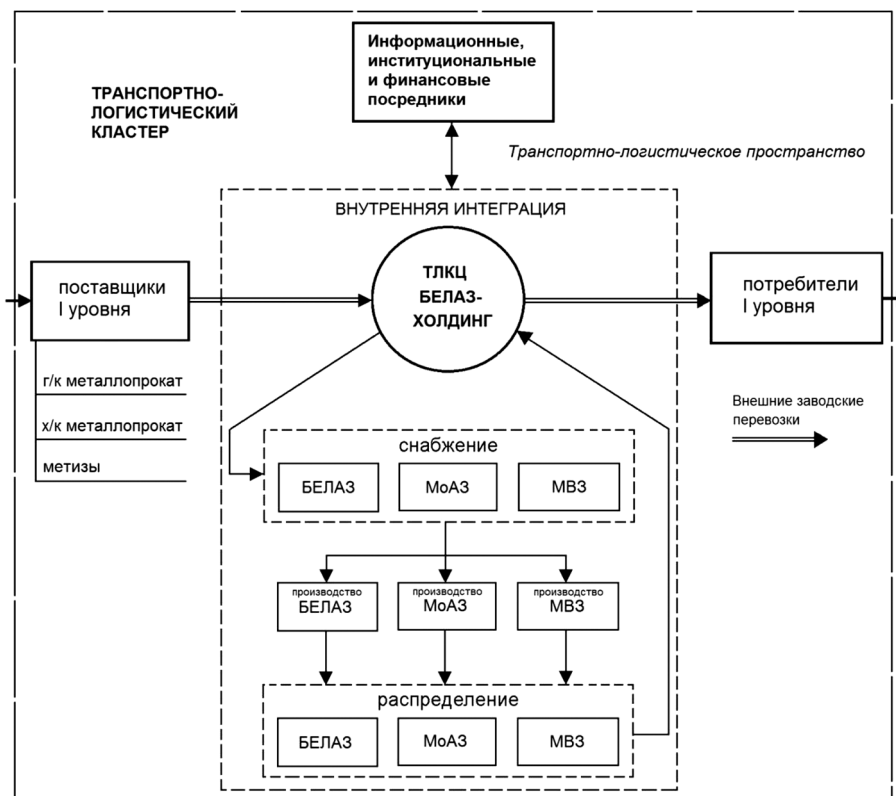 Информационные,
институциональные
и финансовые
посредники
ТРАНСПОРТНО-
ЛОГИСТИЧЕСКИЙ
КЛАСТЕР
Транспортно-логистическое пространство
ВНУТРЕННЯЯ ИНТЕГРАЦИЯ
поставщики
I уровня
ТЛКЦ
БЕЛАЗ-
ХОЛДИНГ
потребители
I уровня
г/к металлопрокат
х/к металлопрокат
метизы
Внешние заводские
перевозки
снабжение
БЕЛАЗ МоАЗ МВЗ
производство производство производство
БЕЛАЗ МоАЗ МВЗ
распределение
БЕЛАЗ МоАЗ МВЗ